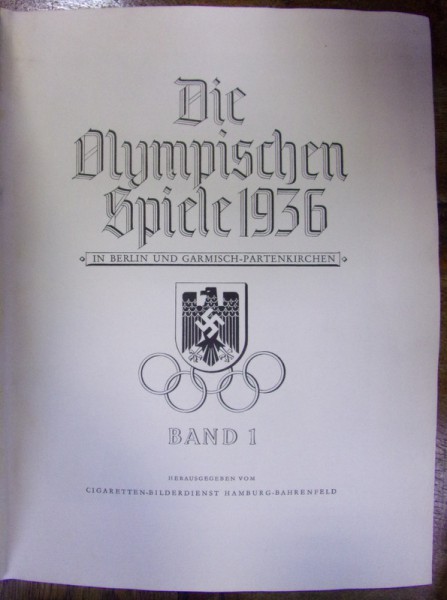 Die
Olympischen
Spiele 1936
IN BERLIN UND GARMISCH-PARTENKIRCHEN
BAND 1
HERAUSGEGEBEN VOM
CIGARETTEN-BILDERDIENST HAMBURG-BAHRENFELD